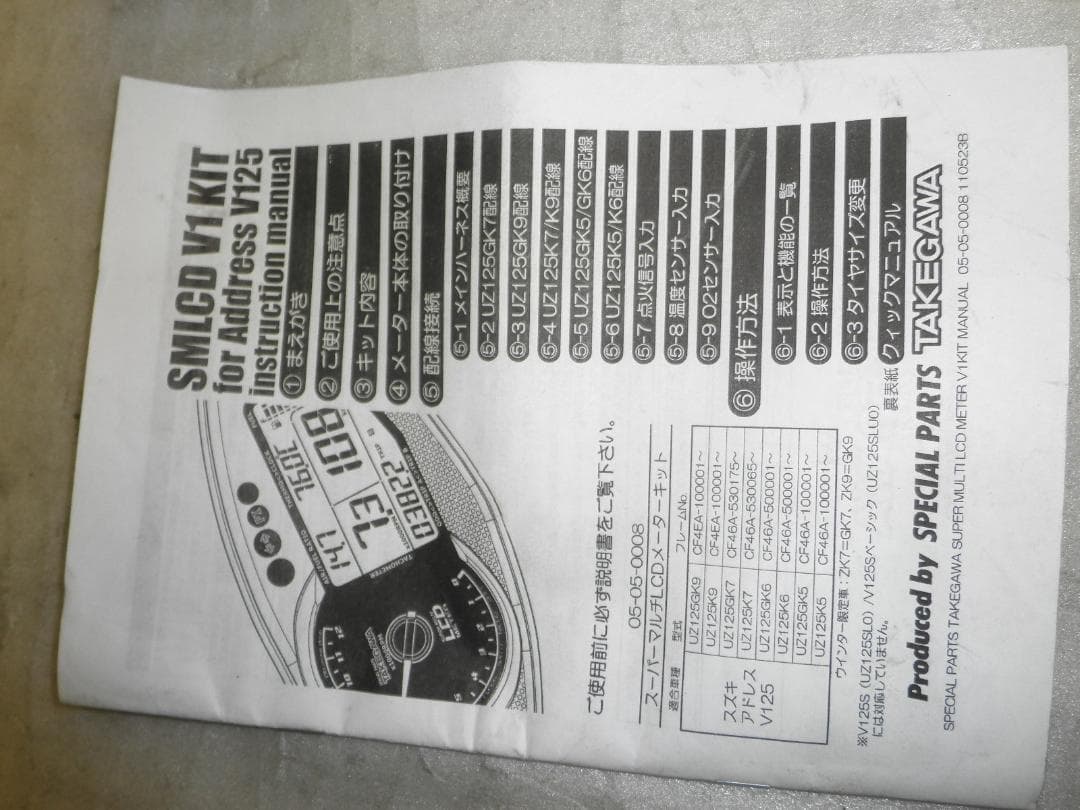 SMLCD V1 KIT
for Address V125
instruction manual
① まえがき
② ご使用上の注意点
③ キット内容
④ メーター本体の取り付け
⑤ 配線接続
⑤-1 メインハーネス概要
⑤-2 UZ125GK7配線
⑤-3 UZ125GK9配線
⑤-4 UZ125K7/K9配線
⑤-5 UZ125GK5/GK6配線
⑤-6 UZ125K5/K6配線
⑤-7 点火信号入力
⑤-8 温度センサー入力
⑤-9 O2センサー入力
⑥ 操作方法
⑥-1 表示と機能の一覧
⑥-2 操作方法
⑥-3 タイヤサイズ変更
裏表紙 クィックマニュアル
AIR/FUEL RATIO
14.7
TACHOMETER
73
108
TRIP
03822
LCD
ご使用前に必ず説明書をご覧下さい。
05-05-0008
スーパーマルチLCDメーターキット
適合車種 型式 フレームNo.
スズキ
アドレス
V125
UZ125GK9 CF4EA-100001～
UZ125K9 CF4EA-100001～
UZ125GK7 CF46A-530175～
UZ125K7 CF46A-530065～
UZ125GK6 CF46A-500001～
UZ125K6 CF46A-500001～
UZ125GK5 CF46A-100001～
UZ125K5 CF46A-100001～
ウインター限定車：ZK7=GK7、ZK9=GK9
※V125S（UZ125SL0）/V125Sベーシック（UZ125SLU0）
には対応していません。
Produced by SPECIAL PARTS TAKEGAWA
SPECIAL PARTS TAKEGAWA SUPER MULTI LCD METER V1KIT MANUAL 05-05-0008 110523B